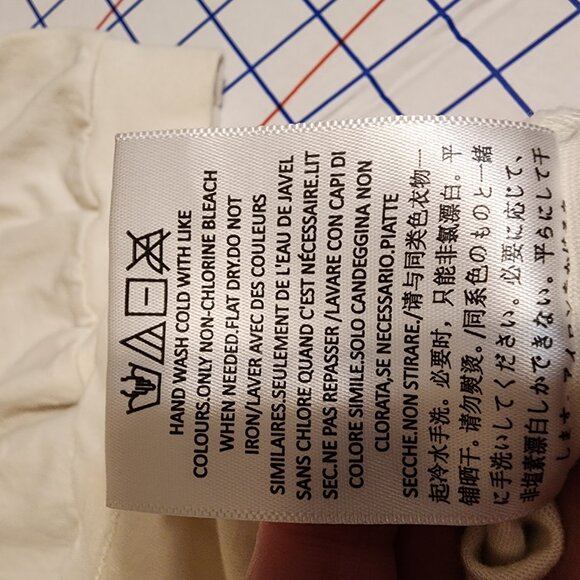 HAND WASH COLD WITH LIKE
COLOURS.ONLY NON-CHLORINE BLEACH
WHEN NEEDED.FLAT DRY.DO NOT
IRON/LAVER AVEC DES COULEURS
SIMILAIRES.SEULEMENT DE L'EAU DE JAVEL
SANS CHLORE QUAND C'EST NÉCESSAIRE.LIT
SEC.NE PAS REPASSER /LAVARE CON CAPI DI
COLORE SIMILE.SOLO CANDEGGINA NON
CLORATA,SE NECESSARIO.PIATTE
SECCHE.NON STIRARE./请与同类色衣物一
起冷水手洗。必要时，只能非氯漂白。平
铺晒干。请勿熨烫。/同系色のものと一緒
に手洗いしてください。必要に応じて、
非塩素漂白しかできない。平らにして干
します。